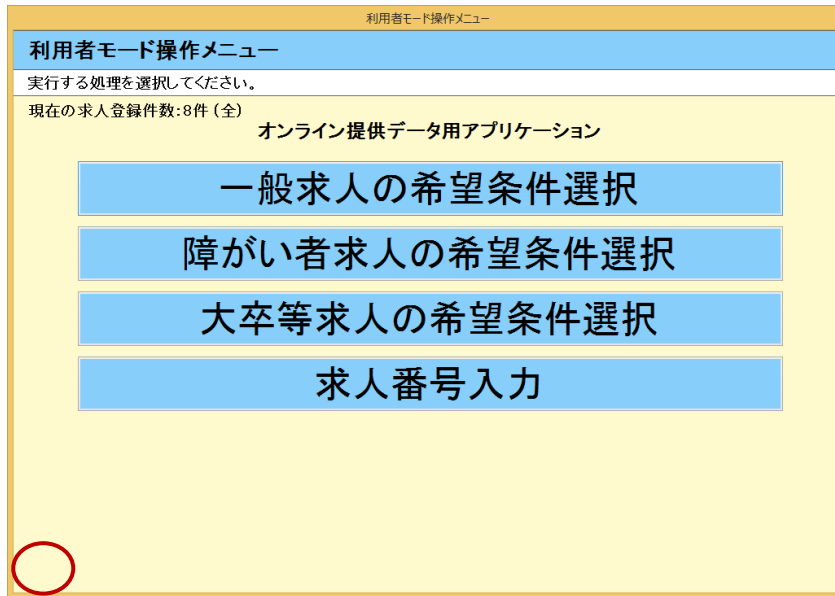 利用者モード操作メニュー
利用者モード操作メニュー
実行する処理を選択してください。
現在の求人登録件数:8件(全)
オンライン提供データ用アプリケーション
一般求人の希望条件選択
障がい者求人の希望条件選択
大卒等求人の希望条件選択
求人番号入力